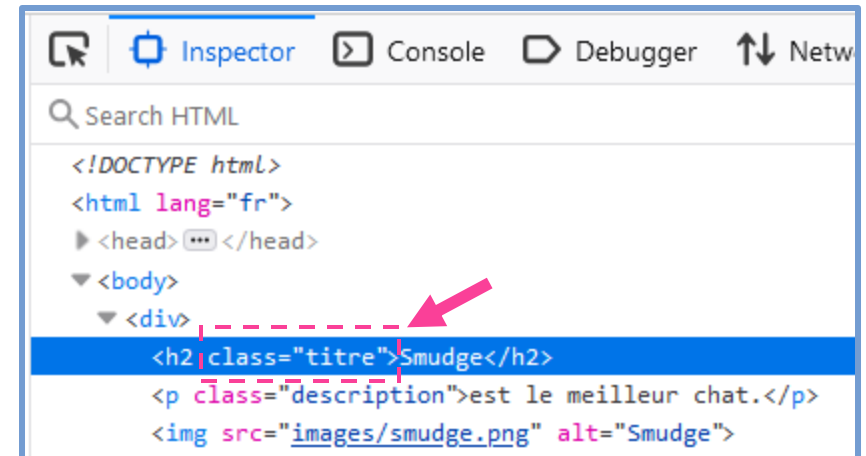 Inspector Console Debugger
Search HTML
<!DOCTYPE html>
<html lang="fr">
<head> ... </head>
<body>
<div>
<h2 class="titre">Smudge</h2>
<p class="description">est le meilleur chat.</p>
<img src="images/smudge.png" alt="Smudge">